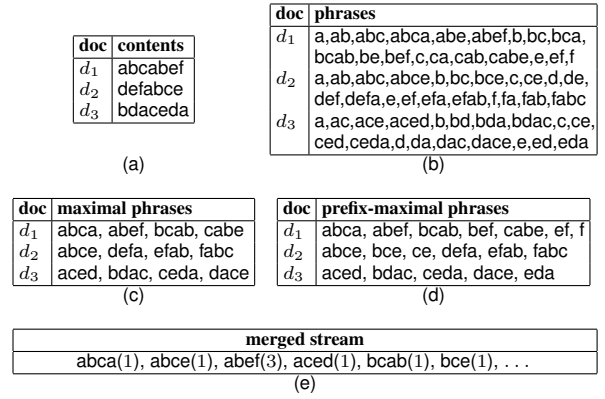 doc contents
d1 abcabef
d2 defabce
d3 bdaceda
(a)
doc phrases
d1 a,ab,abc,abca,abe,abef,b,bc,bca,
bcab,be,bef,c,ca,cab,cabe,e,ef,f
d2 a,ab,abc,abce,b,bc,bce,c,ce,d,de,
def,defa,e,ef,efa,efab,f,fa,fab,fabc
d3 a,ac,ace,aced,b,bd,bda,bdac,c,ce,
ced,ceda,d,da,dac,dace,e,ed,eda
(b)
doc maximal phrases
d1 abca, abef, bcab, cabe
d2 abce, defa, efab, fabc
d3 aced, bdac, ceda, dace
(c)
doc prefix-maximal phrases
d1 abca, abef, bcab, bef, cabe, ef, f
d2 abce, bce, ce, defa, efab, fabc
d3 aced, bdac, ceda, dace, eda
(d)
merged stream
abca(1), abce(1), abef(3), aced(1), bcab(1), bce(1), . . .
(e)